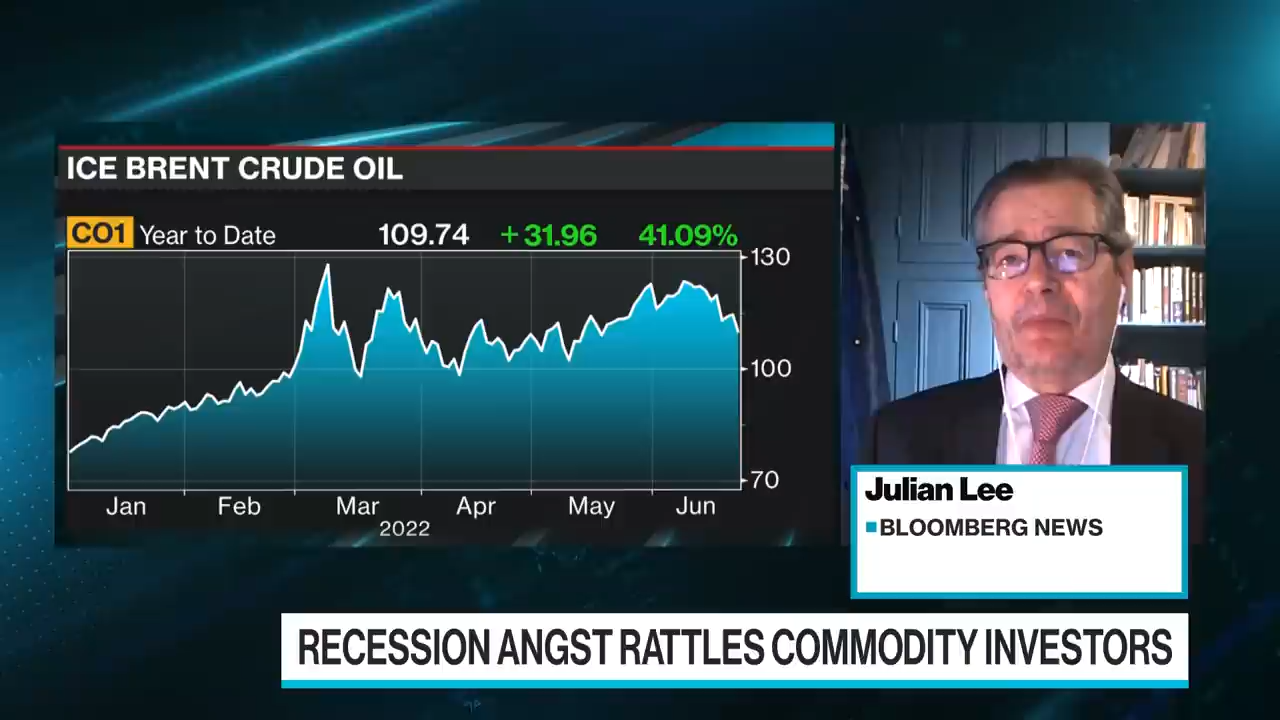 ICE BRENT CRUDE OIL
CO1 Year to Date 109.74 +31.96 41.09%
130
100
70
Jan Feb Mar Apr May Jun
2022
Julian Lee
BLOOMBERG NEWS
RECESSION ANGST RATTLES COMMODITY INVESTORS